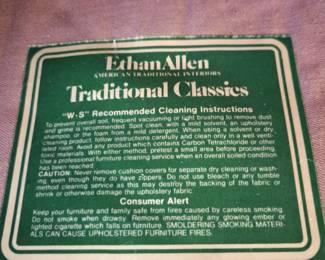 EthanAllen
AMERICAN TRADITIONAL INTERIORS
Traditional Classics
"W-S" Recommended Cleaning Instructions
To prevent overall soil, frequent vacuuming or light brushing to remove dust
and grime is recommended. Spot clean, with a mild solvent, an upholstery
shampoo, or the foam from a mild detergent. When using a solvent or dry
cleaning product, follow instructions carefully and clean only in a well venti-
lated room. Avoid any product which contains Carbon Tetrachloride or other
toxic materials. With either method, pretest a small area before proceeding.
Use a professional furniture cleaning service when an overall soiled condition
has been reached.
CAUTION: Never remove cushion covers for separate dry cleaning or wash-
ing even though they do have zippers. Do not use bleach or any tumble
method cleaning service as this may destroy the backing of the fabric or
shrink or otherwise damage the upholstery fabric.
Consumer Alert
Keep your furniture and family safe from fires caused by careless smoking.
Do not smoke when drowsy. Remove immediately any glowing ember or
lighted cigarette which falls on furniture. SMOLDERING SMOKING MATERI-
ALS CAN CAUSE UPHOLSTERED FURNITURE FIRES.